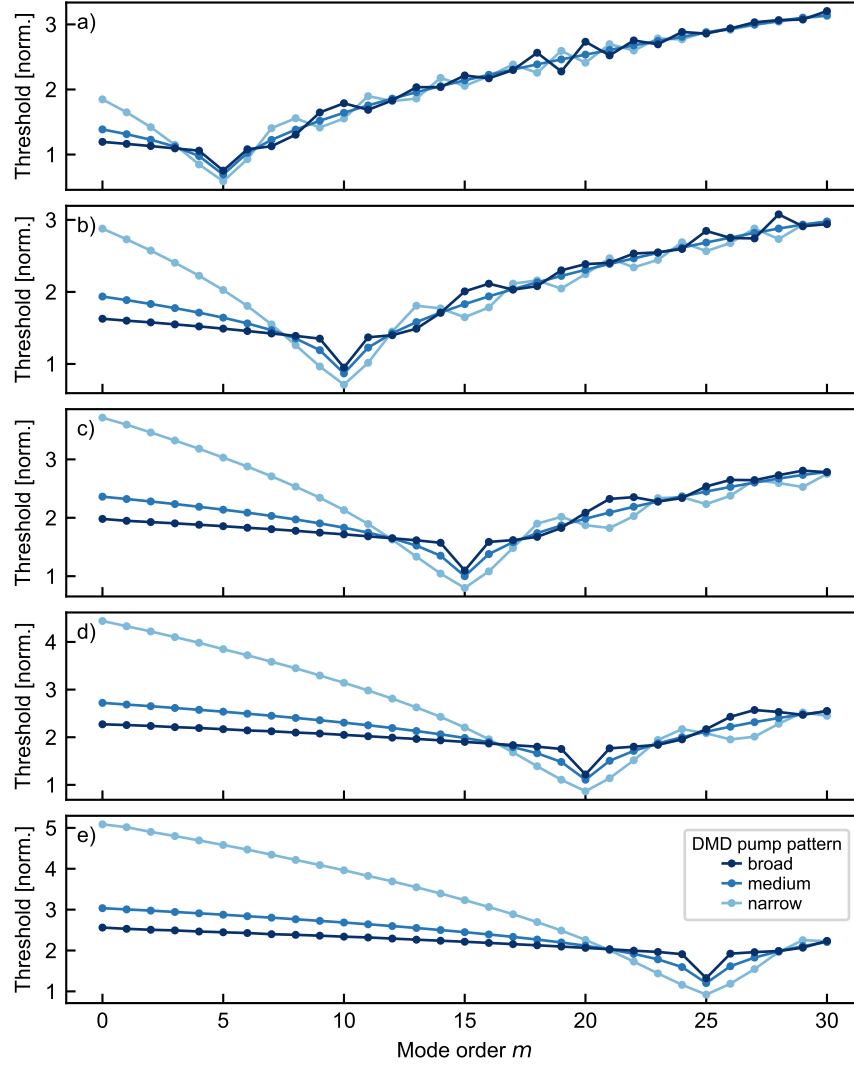 a)
Threshold [norm.]
3
2
1
b)
Threshold [norm.]
3
2
1
c)
Threshold [norm.]
3
2
1
d)
Threshold [norm.]
4
3
2
1
e)
Threshold [norm.]
5
4
3
2
1
DMD pump pattern
broad
medium
narrow
0 5 10 15 20 25 30
Mode order m